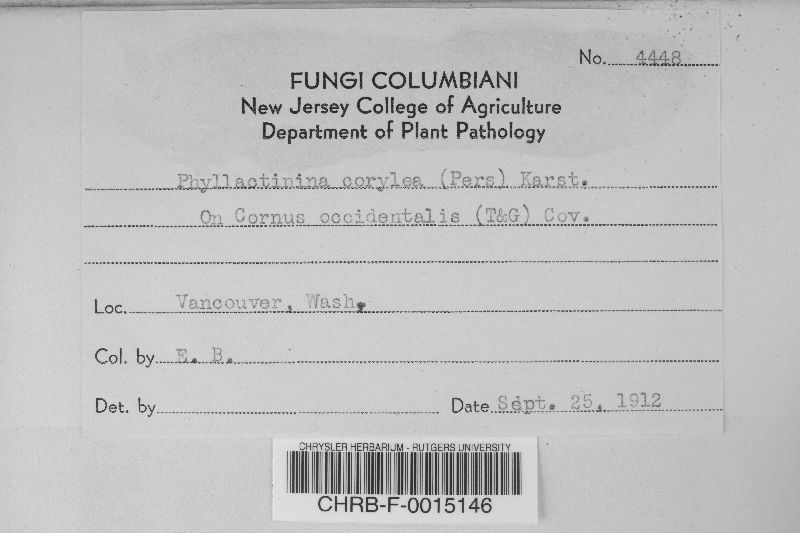 No. 4448
FUNGI COLUMBIANI
New Jersey College of Agriculture
Department of Plant Pathology
Phyllactinina corylea (Pers) Karst.
On Cornus occidentalis (T&G) Cov.
Loc. Vancouver, Wash.
Col. by E. B.
Det. by
Date Sept. 25, 1912
CHRYSLER HERBARIUM - RUTGERS UNIVERSITY
CHRB-F-0015146